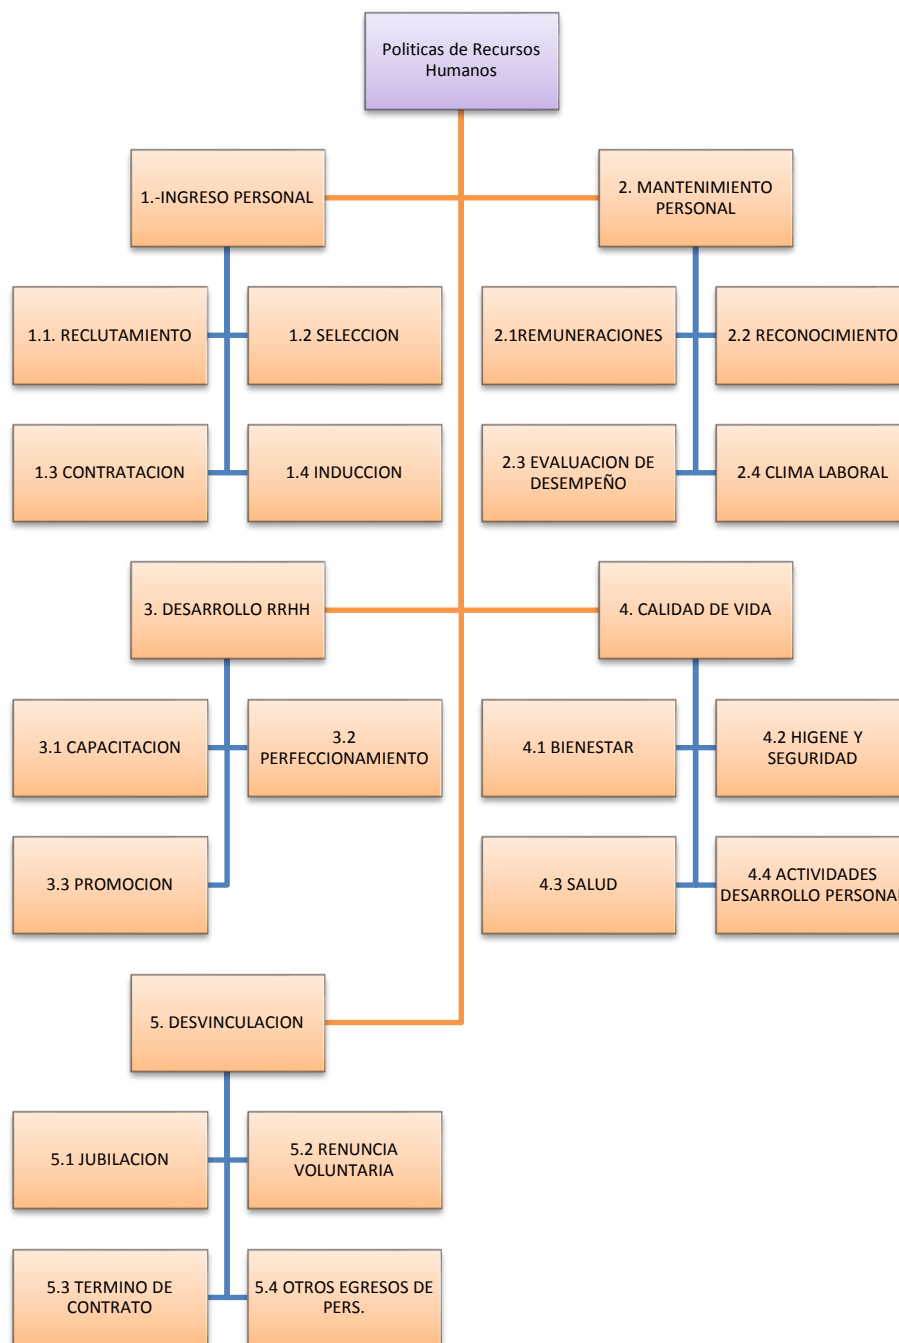 Politicas de Recursos
Humanos
1.-INGRESO PERSONAL
2. MANTENIMIENTO
PERSONAL
1.1. RECLUTAMIENTO
1.2 SELECCION
2.1REMUNERACIONES
2.2 RECONOCIMIENTO
1.3 CONTRATACION
1.4 INDUCCION
2.3 EVALUACION DE
DESEMPEÑO
2.4 CLIMA LABORAL
3. DESARROLLO RRHH
4. CALIDAD DE VIDA
3.1 CAPACITACION
3.2
PERFECCIONAMIENTO
4.1 BIENESTAR
4.2 HIGENE Y
SEGURIDAD
3.3 PROMOCION
4.3 SALUD
4.4 ACTIVIDADES
DESARROLLO PERSONAL
5. DESVINCULACION
5.1 JUBILACION
5.2 RENUNCIA
VOLUNTARIA
5.3 TERMINO DE
CONTRATO
5.4 OTROS EGRESOS DE
PERS.